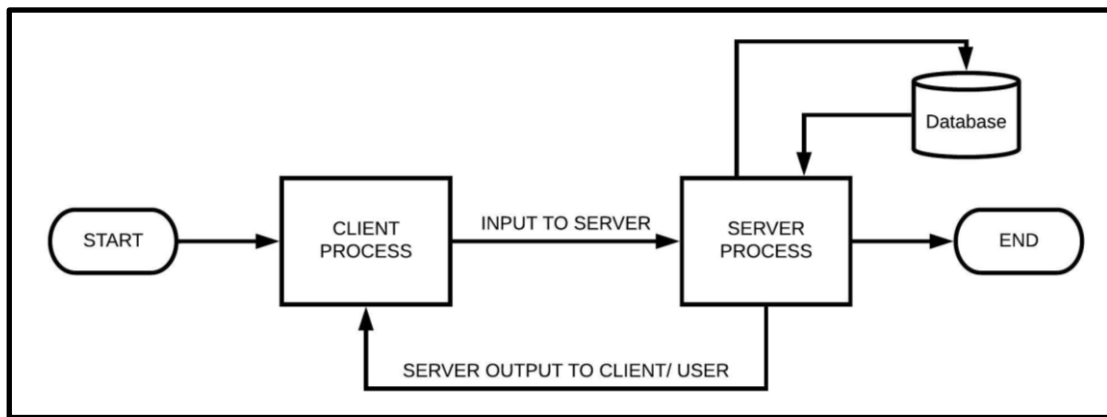 START
CLIENT
PROCESS
INPUT TO SERVER
SERVER
PROCESS
Database
END
SERVER OUTPUT TO CLIENT/ USER